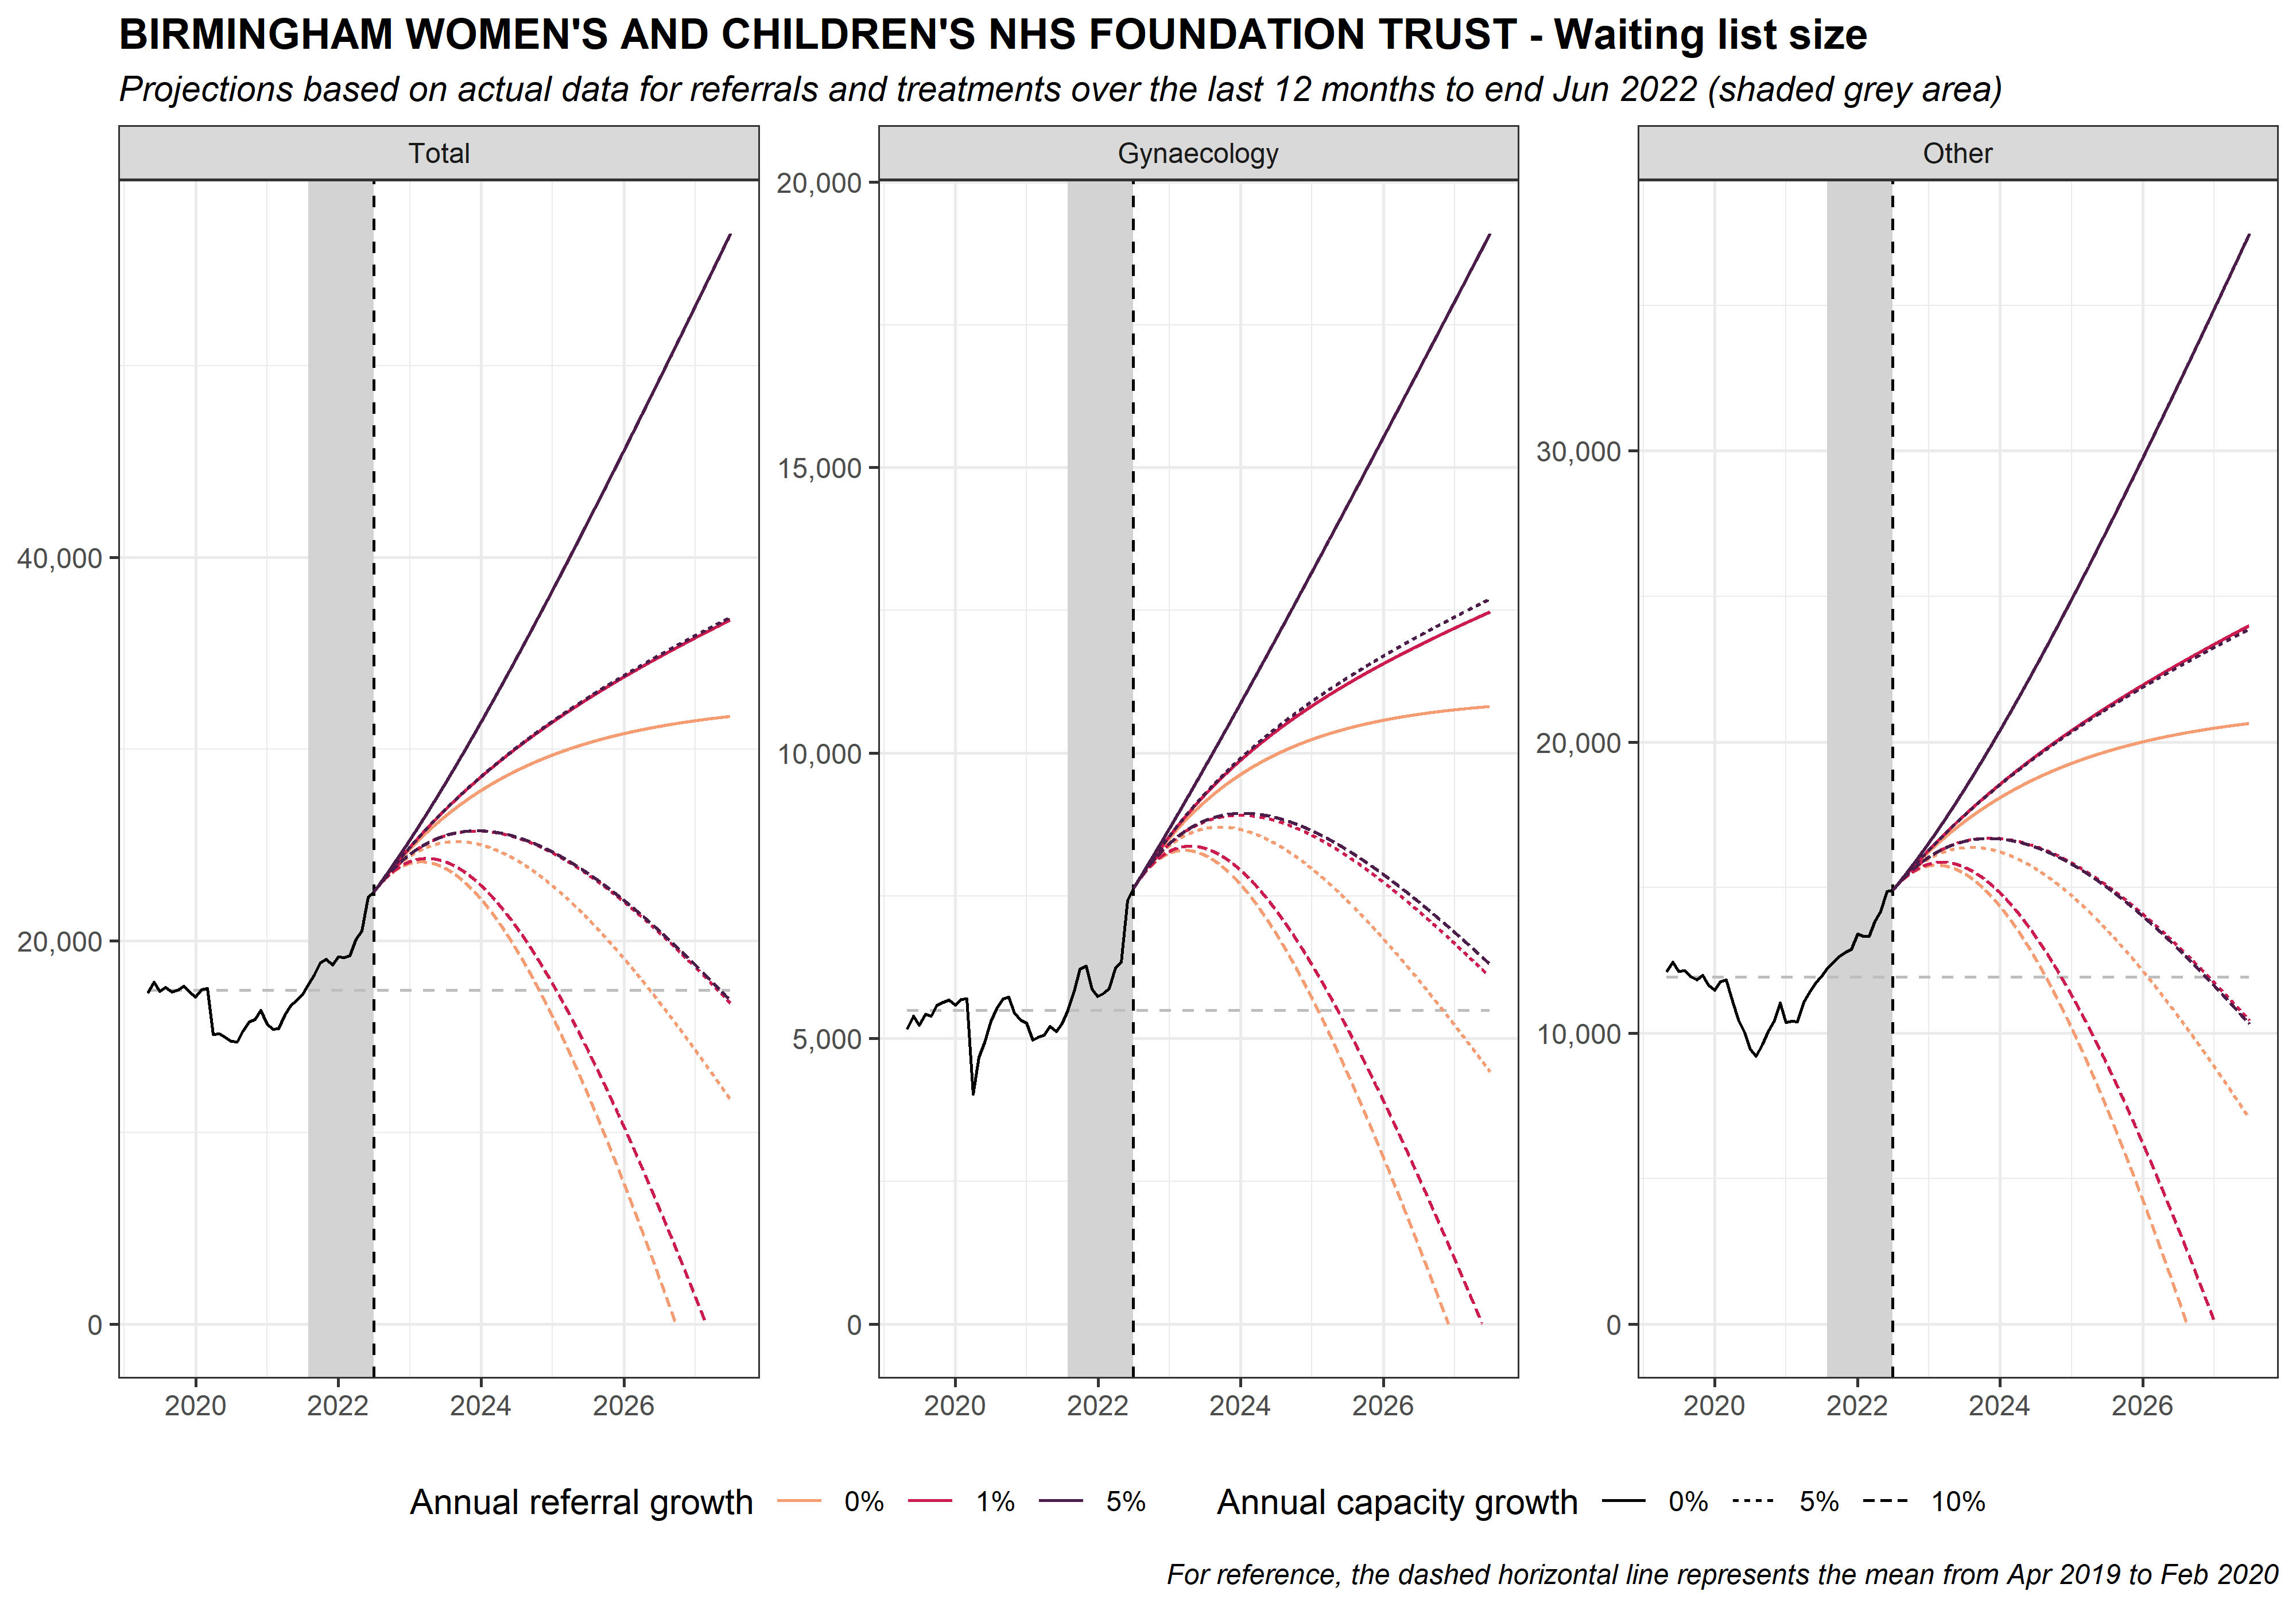 BIRMINGHAM WOMEN'S AND CHILDREN'S NHS FOUNDATION TRUST - Waiting list size
Projections based on actual data for referrals and treatments over the last 12 months to end Jun 2022 (shaded grey area)
Total
40,000
20,000
0
2020 2022 2024 2026
Gynaecology
20,000
15,000
10,000
5,000
0
2020 2022 2024 2026
Other
30,000
20,000
10,000
0
2020 2022 2024 2026
Annual referral growth 0% 1% 5% Annual capacity growth 0% 5% 10%
For reference, the dashed horizontal line represents the mean from Apr 2019 to Feb 2020